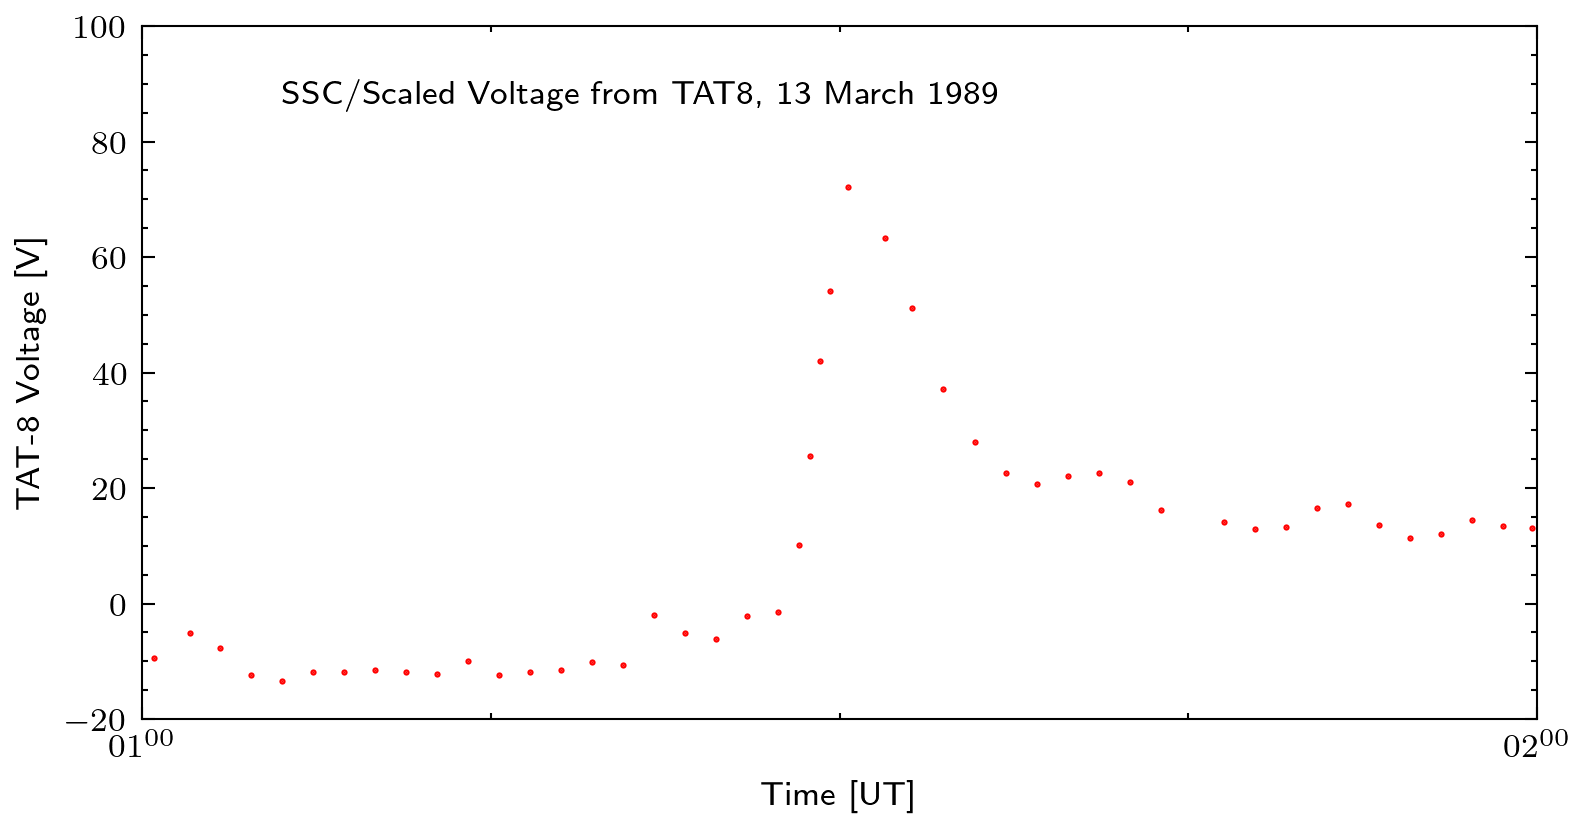 100
SSC/Scaled Voltage from TAT8, 13 March 1989
80
60
40
20
0
−20
TAT-8 Voltage [V]
01⁰⁰ 02⁰⁰
Time [UT]